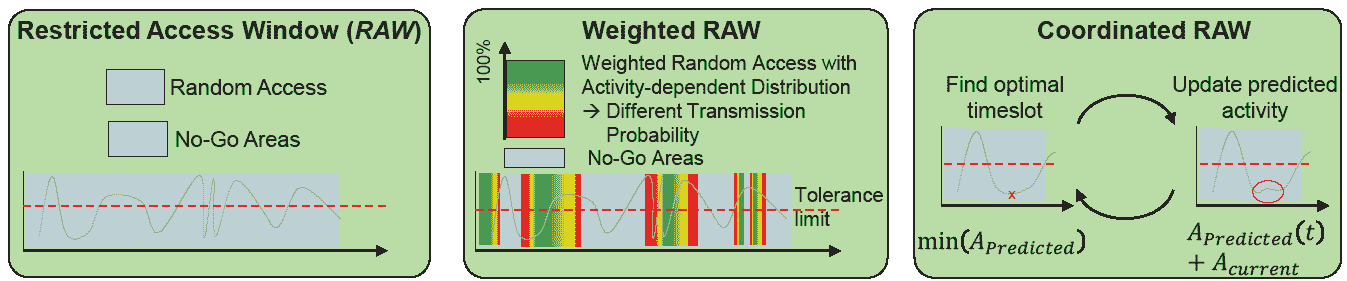 Restricted Access Window (RAW)
Random Access
No-Go Areas
Weighted RAW
100%
Weighted Random Access with
Activity-dependent Distribution
→ Different Transmission
Probability
No-Go Areas
Tolerance
limit
Coordinated RAW
Find optimal
timeslot
Update predicted
activity
x
min(A_Predicted)
A_Predicted(t)
+ A_current